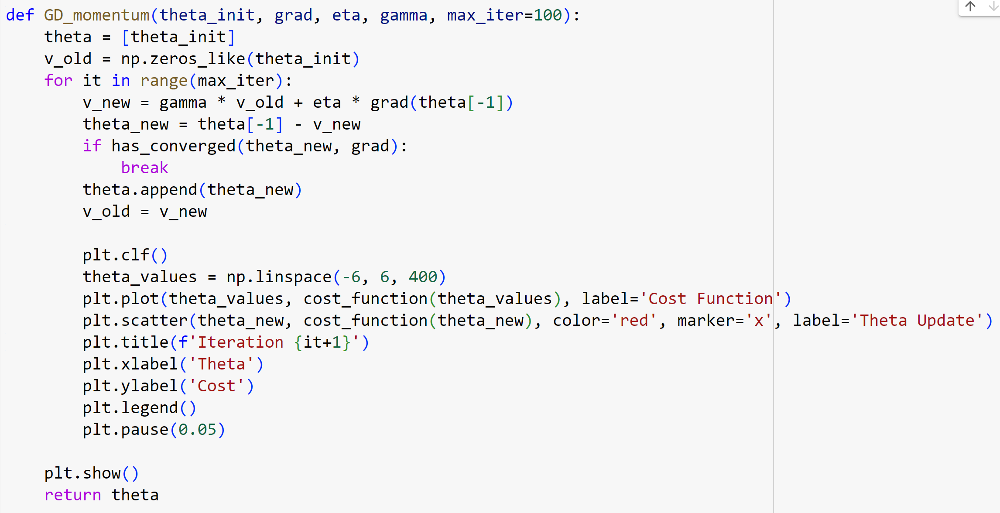 def GD_momentum(theta_init, grad, eta, gamma, max_iter=100):
    theta = [theta_init]
    v_old = np.zeros_like(theta_init)
    for it in range(max_iter):
        v_new = gamma * v_old + eta * grad(theta[-1])
        theta_new = theta[-1] - v_new
        if has_converged(theta_new, grad):
            break
        theta.append(theta_new)
        v_old = v_new

        plt.clf()
        theta_values = np.linspace(-6, 6, 400)
        plt.plot(theta_values, cost_function(theta_values), label='Cost Function')
        plt.scatter(theta_new, cost_function(theta_new), color='red', marker='x', label='Theta Update')
        plt.title(f'Iteration {it+1}')
        plt.xlabel('Theta')
        plt.ylabel('Cost')
        plt.legend()
        plt.pause(0.05)

    plt.show()
    return theta